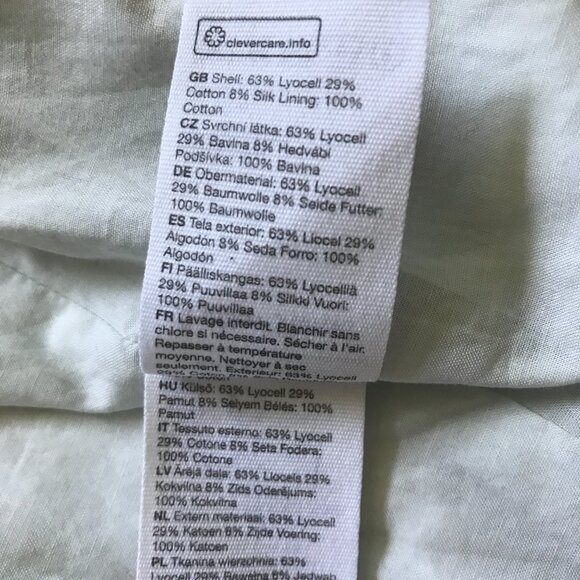 clevercare.info
GB Shell: 63% Lyocell 29%
Cotton 8% Silk Lining: 100%
Cotton
CZ Svrchní látka: 63% Lyocell
29% Bavlna 8% Hedvábí
Podšívka: 100% Bavlna
DE Obermaterial: 63% Lyocell
29% Baumwolle 8% Seide Futter:
100% Baumwolle
ES Tela exterior: 63% Liocel 29%
Algodón 8% Seda Forro: 100%
Algodón
FI Päälliskangas: 63% Lyocelliä
29% Puuvillaa 8% Silkki Vuori:
100% Puuvillaa
FR Lavage interdit. Blanchir sans
chlore si nécessaire. Sécher à l'air.
Repasser à température
moyenne. Nettoyer à sec
seulement. Extérieur: 63% Lyocell
HU Külső: 63% Lyocell 29%
Pamut 8% Selyem Bélés: 100%
Pamut
IT Tessuto esterno: 63% Lyocell
29% Cotone 8% Seta Fodera:
100% Cotone
LV Ārējā daļa: 63% Liocels 29%
Kokvilna 8% Zīds Oderējums:
100% Kokvilna
NL Extern materiaal: 63% Lyocell
29% Katoen 8% Zijde Voering:
100% Katoen
PL Tkanina wierzchnia: 63%
Lyocell 29% Bawełna 8% Jedwab